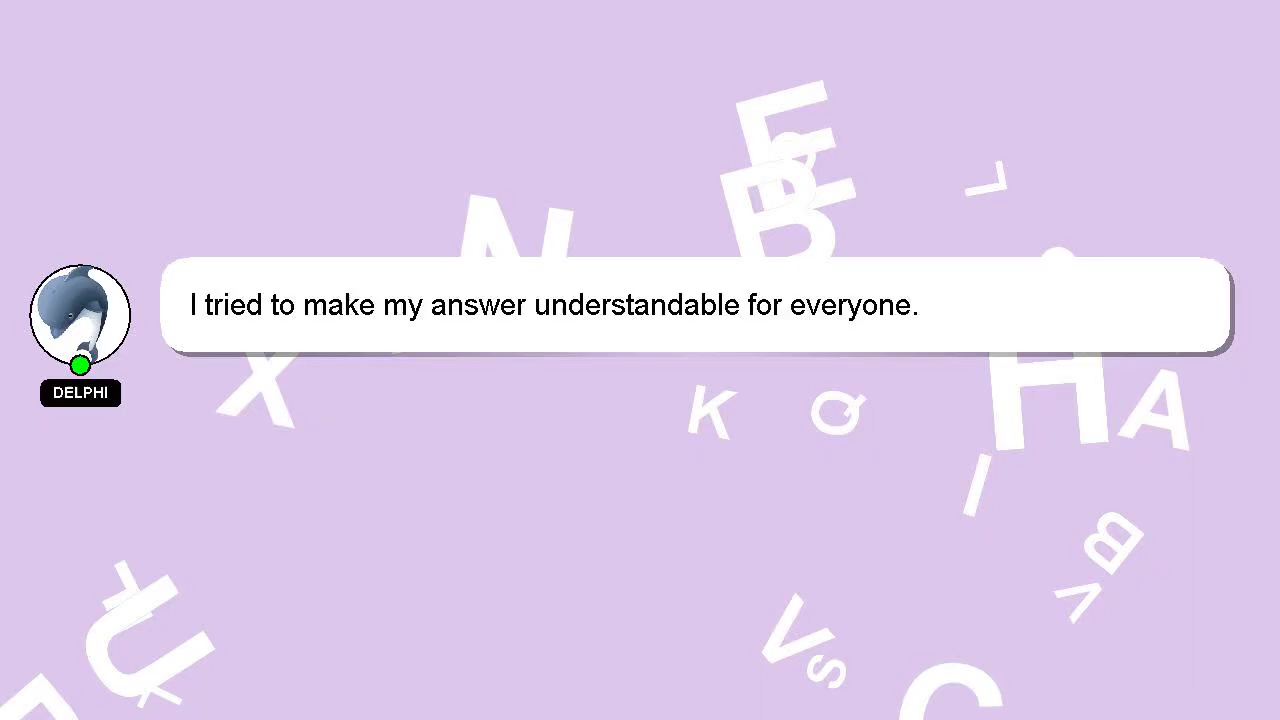 E
B
L
N
I tried to make my answer understandable for everyone.
DELPHI
X
K
Q
H
A
I
B
V
U
V
S
C